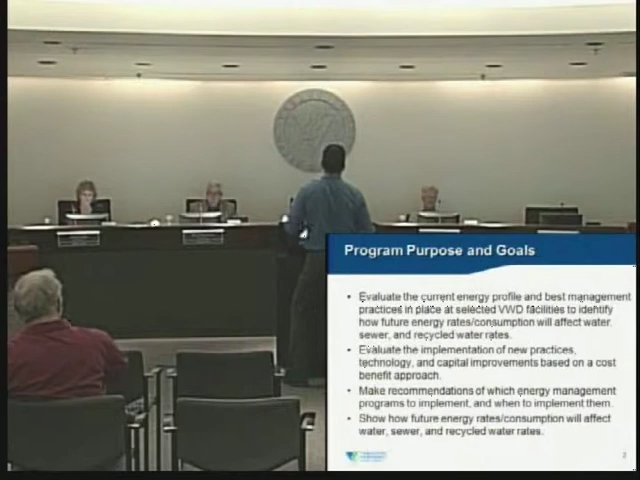 Program Purpose and Goals
• Evaluate the current energy profile and best management
practices in place at selected VWD facilities to identify
how future energy rates/consumption will affect water,
sewer, and recycled water rates.
• Evaluate the implementation of new practices,
technology, and capital improvements based on a cost
benefit approach.
• Make recommendations of which energy management
programs to implement, and when to implement them.
• Show how future energy rates/consumption will affect
water, sewer, and recycled water rates.
2